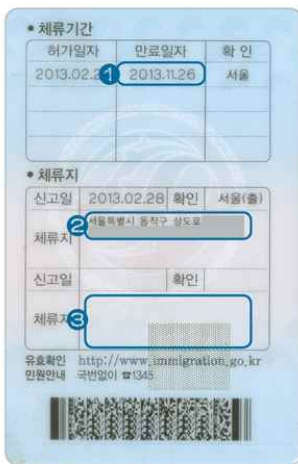 • 체류기간
허가일자 만료일자 확 인
2013.02.2 ❶ 2013.11.26 서울
• 체류지
신고일 2013.02.28 확인 서울(출)
❷ 서울특별시 동작구 상도로
체류지
신고일 확인
체류지 ❸
유효확인 http://www.immigration.go.kr
민원안내 국번없이 ☎1345